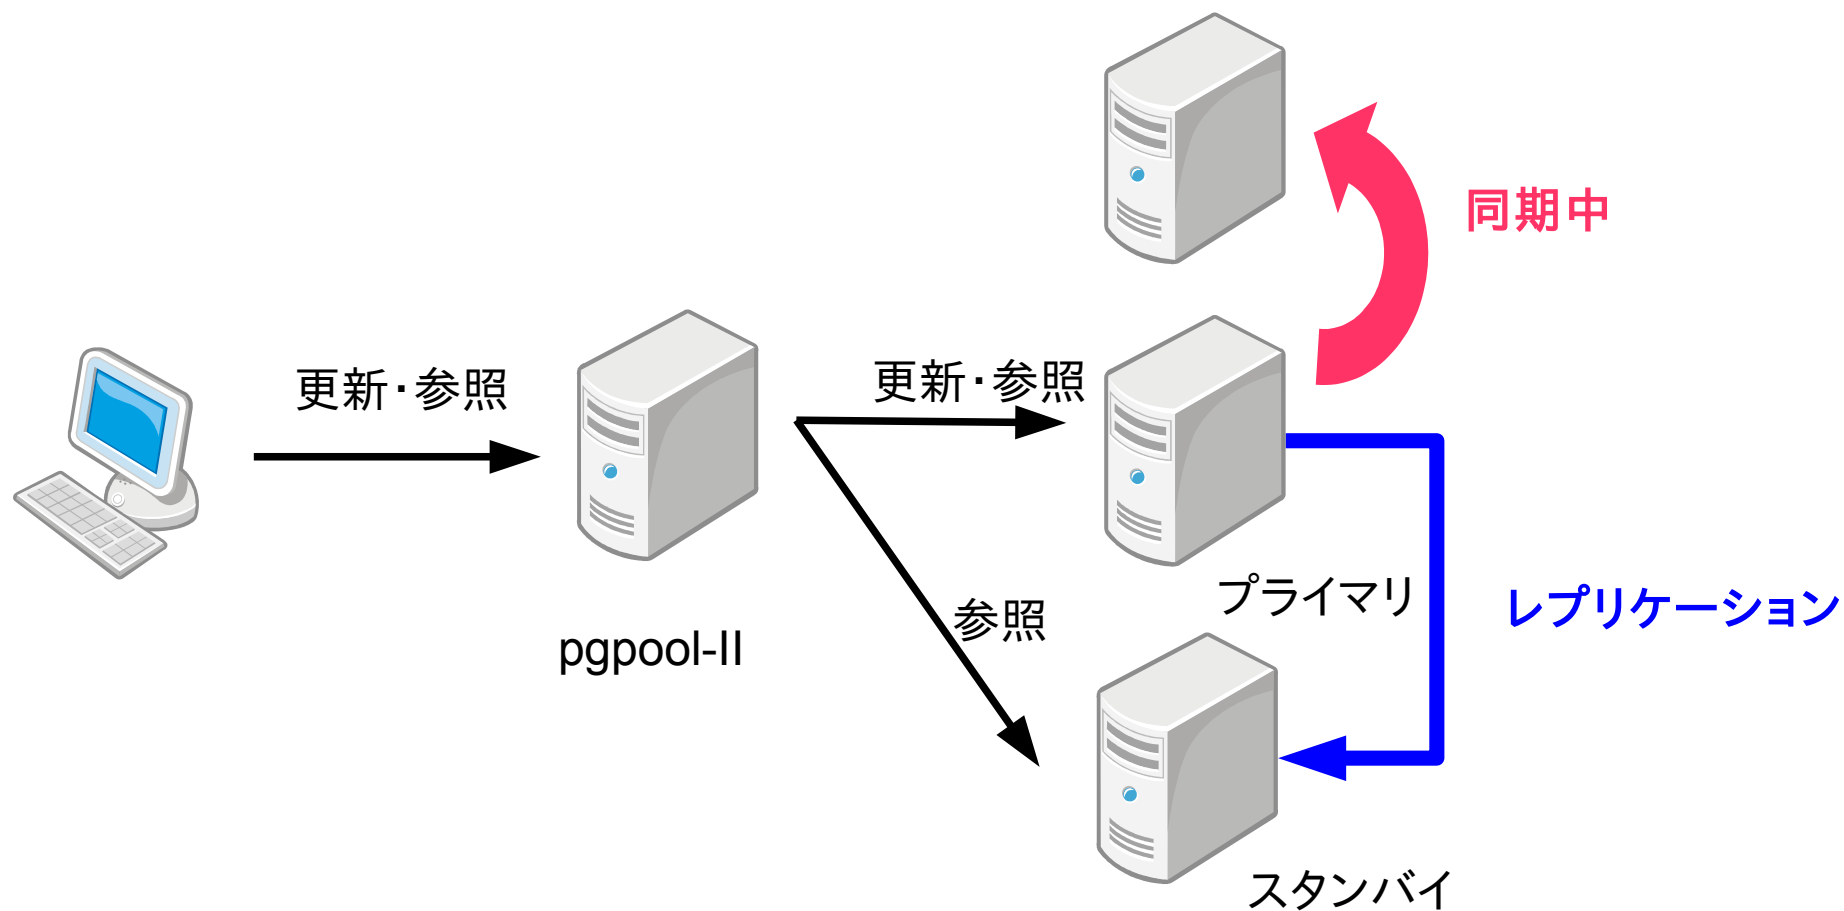 同期中
更新・参照
更新・参照
プライマリ
レプリケーション
参照
pgpool-II
スタンバイ